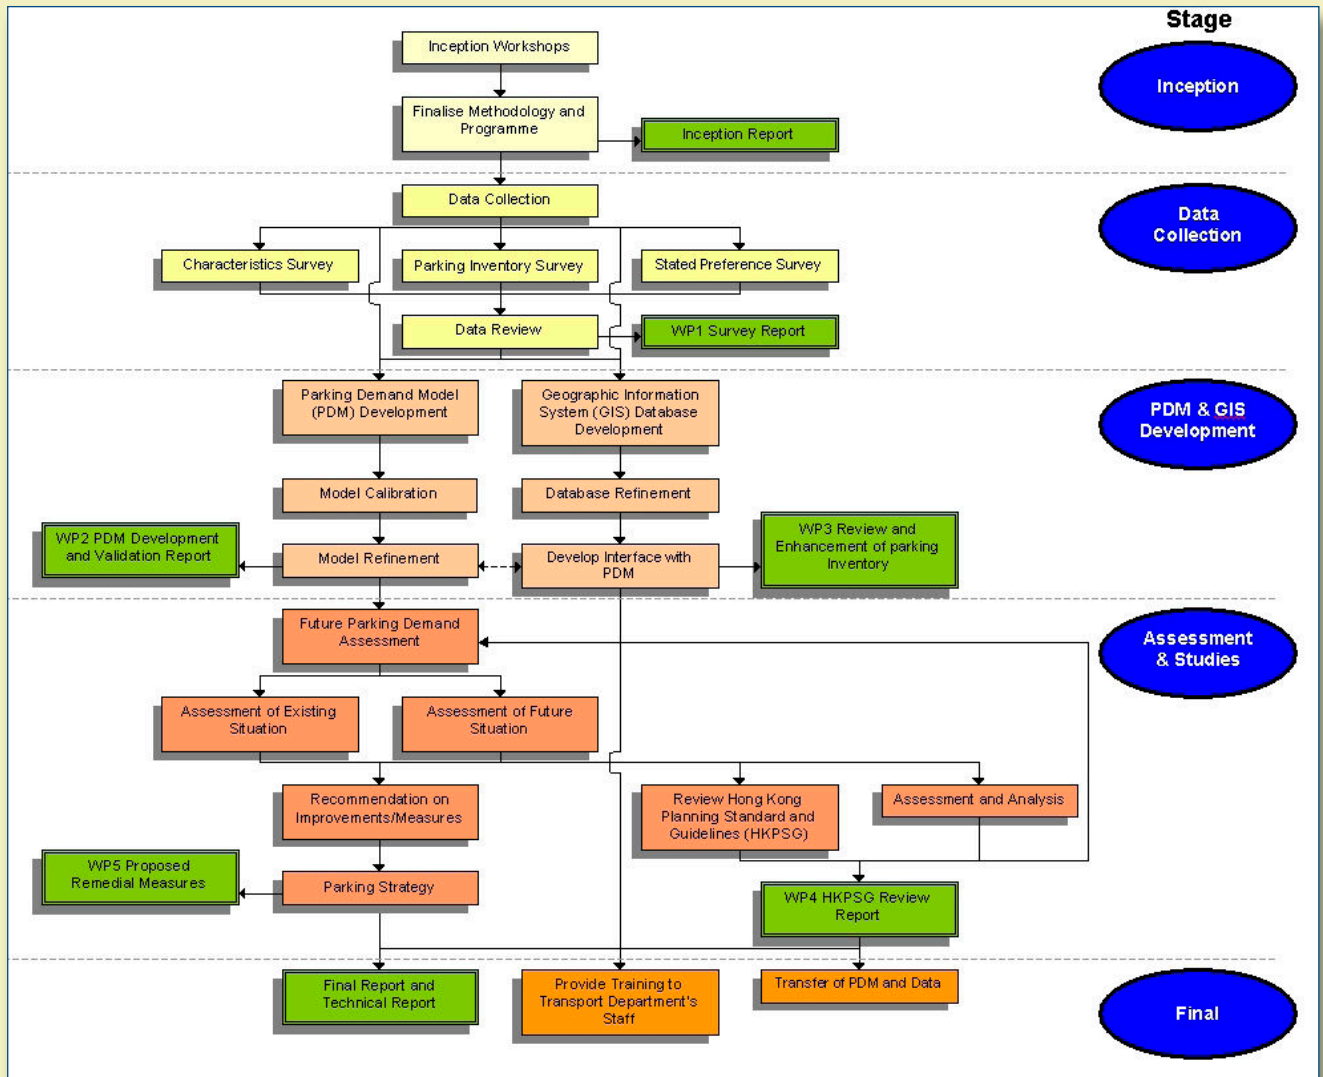 Stage
Inception Workshops
Inception
Finalise Methodology and
Programme
Inception Report
Data Collection
Data
Collection
Characteristics Survey
Parking Inventory Survey
Stated Preference Survey
Data Review
WP1 Survey Report
Parking Demand Model
(PDM) Development
Geographic Information
System (GIS) Database
Development
PDM & GIS
Development
Model Calibration
Database Refinement
WP2 PDM Development
and Validation Report
Model Refinement
Develop Interface with
PDM
WP3 Review and
Enhancement of parking
Inventory
Future Parking Demand
Assessment
Assessment
& Studies
Assessment of Existing
Situation
Assessment of Future
Situation
Recommendation on
Improvements/Measures
Review Hong Kong
Planning Standard and
Guidelines (HKPSG)
Assessment and Analysis
WP5 Proposed
Remedial Measures
Parking Strategy
WP4 HKPSG Review
Report
Final Report and
Technical Report
Provide Training to
Transport Department's
Staff
Transfer of PDM and Data
Final